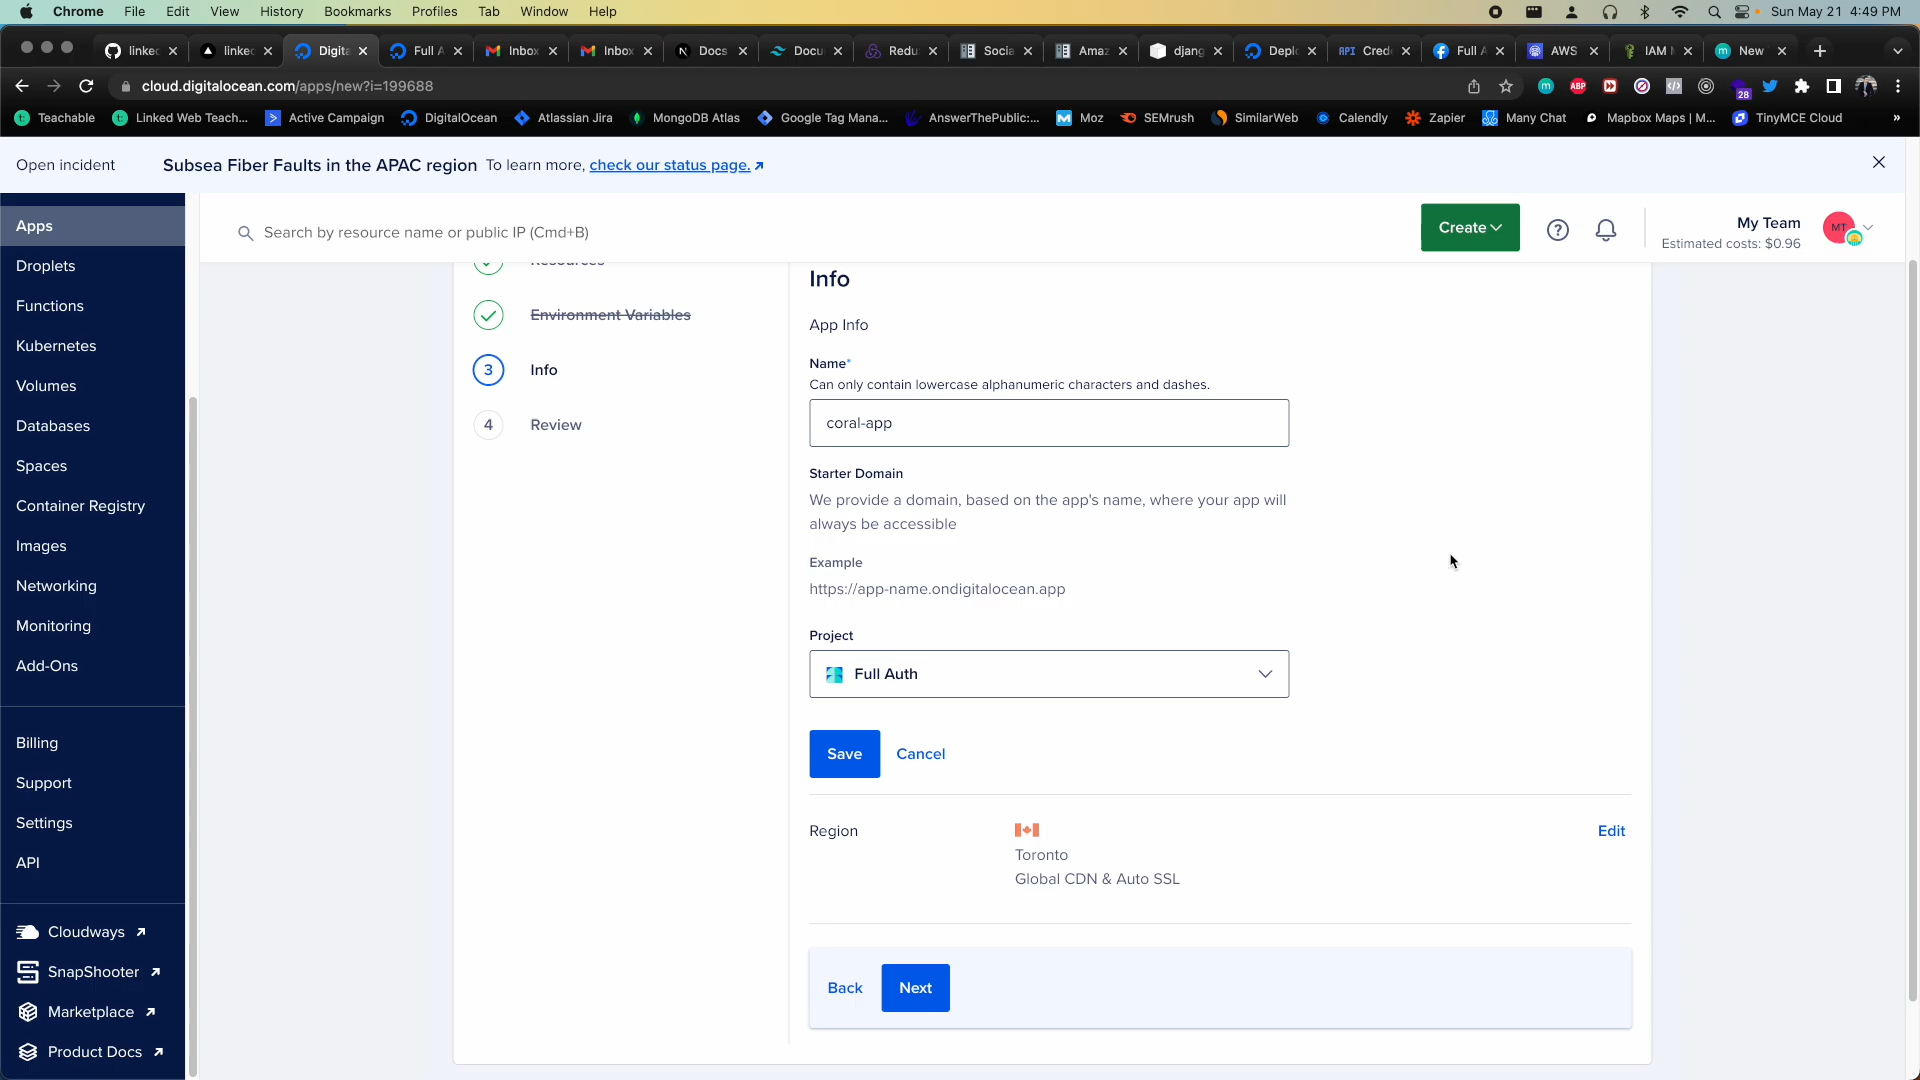 Chrome File Edit View History Bookmarks Profiles Tab Window Help Sun May 21 4:49 PM
linked linked Digita Full A Inbox Inbox Docs Docu Redux Socia Amaz djang Deplo API Cred Full A AWS IAM New
cloud.digitalocean.com/apps/new?i=199688
ABP 28
Teachable Linked Web Teach... Active Campaign DigitalOcean Atlassian Jira MongoDB Atlas Google Tag Mana... AnswerThePublic:... Moz SEMrush SimilarWeb Calendly Zapier Many Chat Mapbox Maps | M... TinyMCE Cloud »
Open incident Subsea Fiber Faults in the APAC region To learn more, check our status page.
Apps
Droplets
Functions
Kubernetes
Volumes
Databases
Spaces
Container Registry
Images
Networking
Monitoring
Add-Ons
Billing
Support
Settings
API
Cloudways
SnapShooter
Marketplace
Product Docs
Search by resource name or public IP (Cmd+B)
Create
My Team
Estimated costs: $0.96
MT
Resources
Environment Variables
3 Info
4 Review
Info
App Info
Name*
Can only contain lowercase alphanumeric characters and dashes.
coral-app
Starter Domain
We provide a domain, based on the app's name, where your app will
always be accessible
Example
https://app-name.ondigitalocean.app
Project
Full Auth
Save Cancel
Region
Toronto
Global CDN & Auto SSL
Edit
Back Next